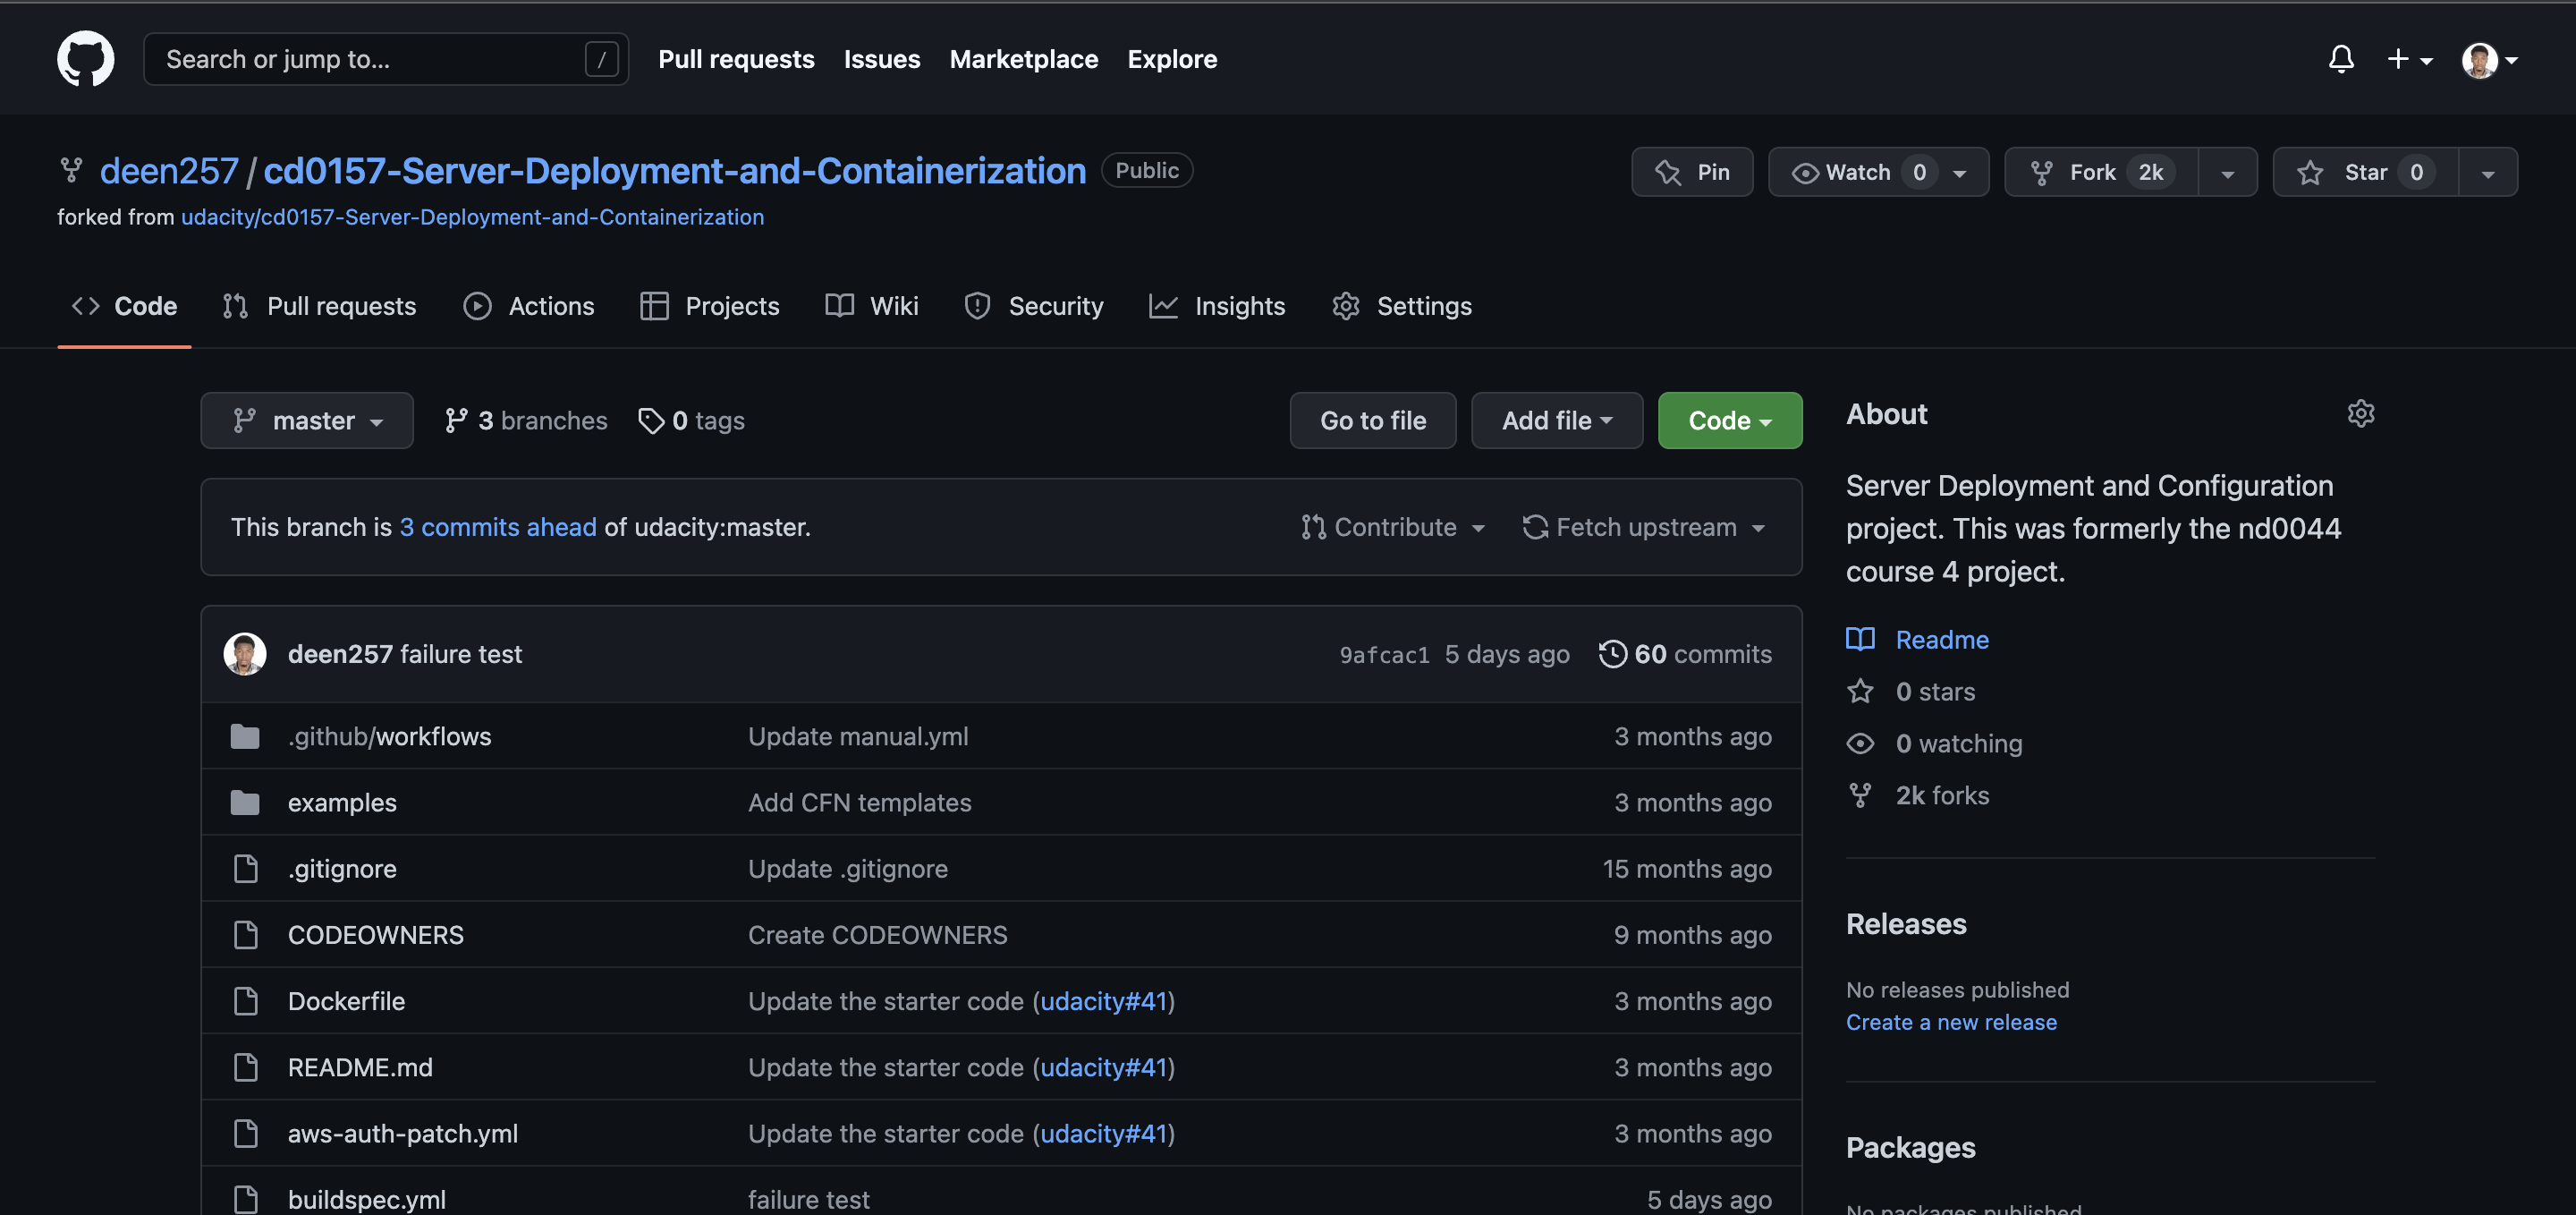 Search or jump to... /
Pull requests Issues Marketplace Explore
deen257 / cd0157-Server-Deployment-and-Containerization Public
Pin Watch 0 Fork 2k Star 0
forked from udacity/cd0157-Server-Deployment-and-Containerization
Code Pull requests Actions Projects Wiki Security Insights Settings
master 3 branches 0 tags Go to file Add file Code
This branch is 3 commits ahead of udacity:master. Contribute Fetch upstream
deen257 failure test 9afcac1 5 days ago 60 commits
.github/workflows Update manual.yml 3 months ago
examples Add CFN templates 3 months ago
.gitignore Update .gitignore 15 months ago
CODEOWNERS Create CODEOWNERS 9 months ago
Dockerfile Update the starter code (udacity#41) 3 months ago
README.md Update the starter code (udacity#41) 3 months ago
aws-auth-patch.yml Update the starter code (udacity#41) 3 months ago
buildspec.yml failure test 5 days ago
About
Server Deployment and Configuration
project. This was formerly the nd0044
course 4 project.
Readme
0 stars
0 watching
2k forks
Releases
No releases published
Create a new release
Packages
No packages published